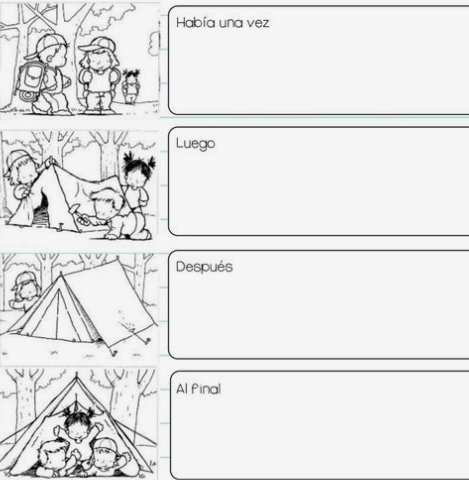 Había una vez
Luego
Después
Al final